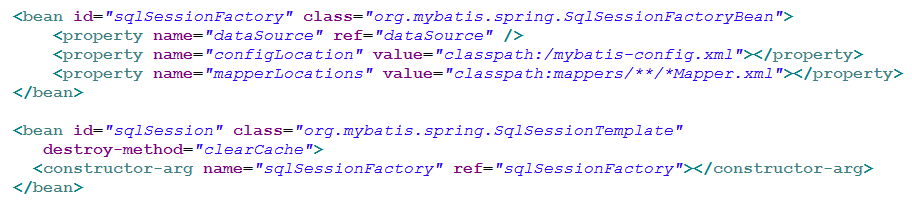 <bean id="sqlSessionFactory" class="org.mybatis.spring.SqlSessionFactoryBean">
    <property name="dataSource" ref="dataSource" />
    <property name="configLocation" value="classpath:/mybatis-config.xml"></property>
    <property name="mapperLocations" value="classpath:mappers/**/*Mapper.xml"></property>
</bean>

<bean id="sqlSession" class="org.mybatis.spring.SqlSessionTemplate"
   destroy-method="clearCache">
  <constructor-arg name="sqlSessionFactory" ref="sqlSessionFactory"></constructor-arg>
</bean>